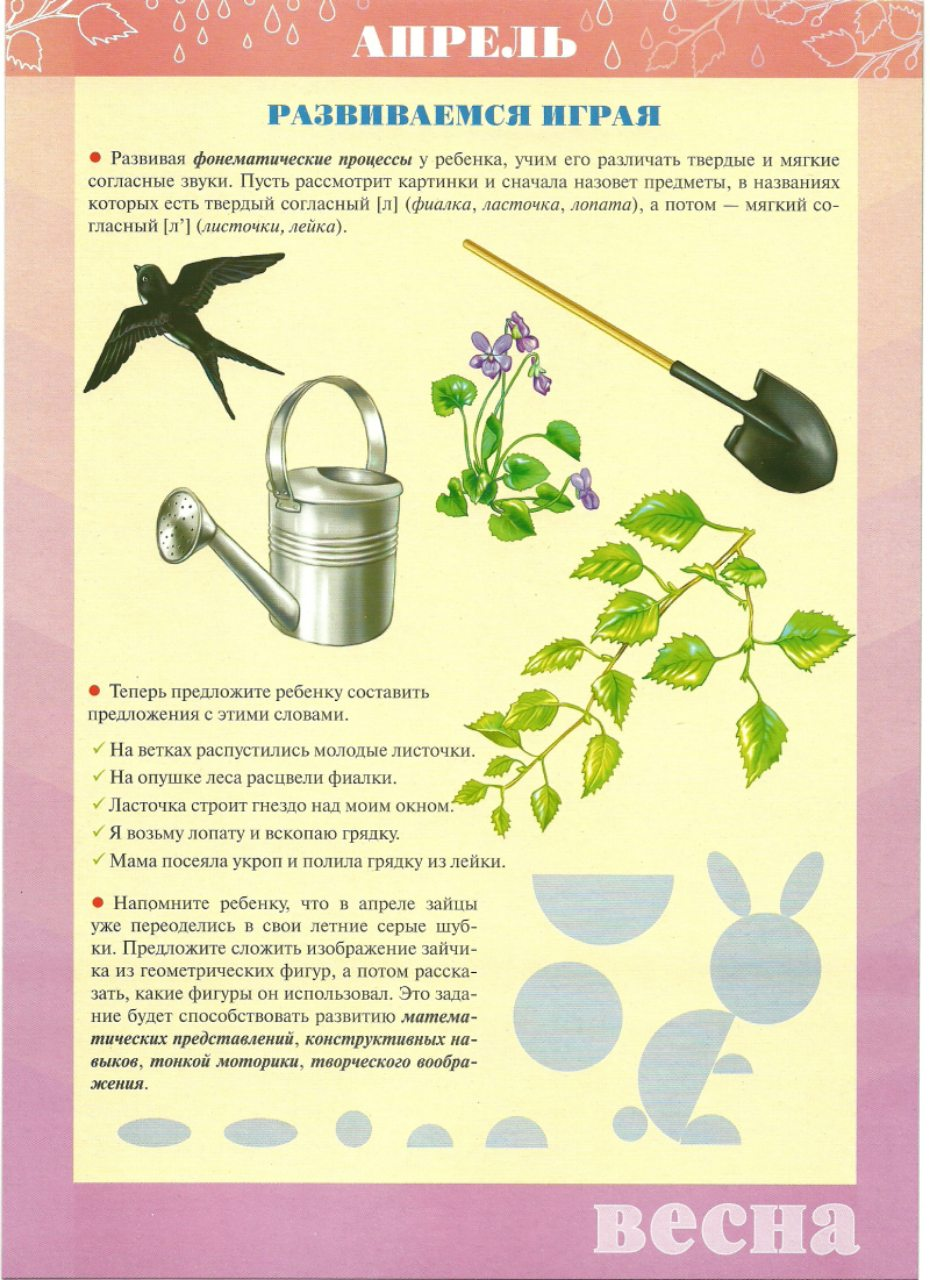 АПРЕЛЬ
РАЗВИВАЕМСЯ ИГРАЯ
• Развивая фонематические процессы у ребенка, учим его различать твердые и мягкие
согласные звуки. Пусть рассмотрит картинки и сначала назовет предметы, в названиях
которых есть твердый согласный [л] (фиалка, ласточка, лопата), а потом — мягкий со-
гласный [л’] (листочки, лейка).
• Теперь предложите ребенку составить
предложения с этими словами.
✓ На ветках распустились молодые листочки.
✓ На опушке леса расцвели фиалки.
✓ Ласточка строит гнездо над моим окном.
✓ Я возьму лопату и вскопаю грядку.
✓ Мама посеяла укроп и полила грядку из лейки.
• Напомните ребенку, что в апреле зайцы
уже переоделись в свои летние серые шуб-
ки. Предложите сложить изображение зайчи-
ка из геометрических фигур, а потом расска-
зать, какие фигуры он использовал. Это зада-
ние будет способствовать развитию матема-
тических представлений, конструктивных на-
выков, тонкой моторики, творческого вообра-
жения.
весна